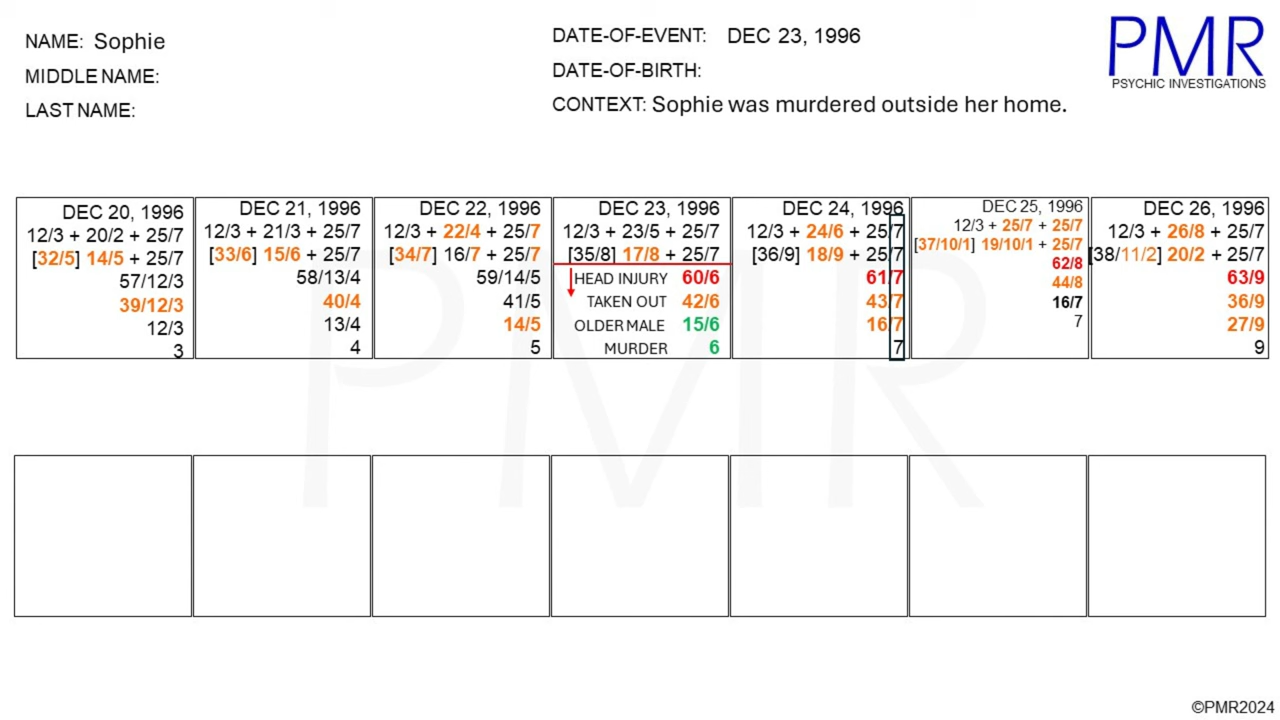 NAME: Sophie
MIDDLE NAME:
LAST NAME:
DATE-OF-EVENT: DEC 23, 1996
DATE-OF-BIRTH:
CONTEXT: Sophie was murdered outside her home.
PMR
PSYCHIC INVESTIGATIONS
DEC 20, 1996
12/3 + 20/2 + 25/7
[32/5] 14/5 + 25/7
57/12/3
39/12/3
12/3
3
DEC 21, 1996
12/3 + 21/3 + 25/7
[33/6] 15/6 + 25/7
58/13/4
40/4
13/4
4
DEC 22, 1996
12/3 + 22/4 + 25/7
[34/7] 16/7 + 25/7
59/14/5
41/5
14/5
5
DEC 23, 1996
12/3 + 23/5 + 25/7
[35/8] 17/8 + 25/7
HEAD INJURY 60/6
TAKEN OUT 42/6
OLDER MALE 15/6
MURDER 6
DEC 24, 1996
12/3 + 24/6 + 25/7
[36/9] 18/9 + 25/7
61/7
43/7
16/7
7
DEC 25, 1996
12/3 + 25/7 + 25/7
[37/10/1] 19/10/1 + 25/7
62/8
44/8
16/7
7
DEC 26, 1996
12/3 + 26/8 + 25/7
[38/11/2] 20/2 + 25/7
63/9
36/9
27/9
9
PMR
©PMR2024